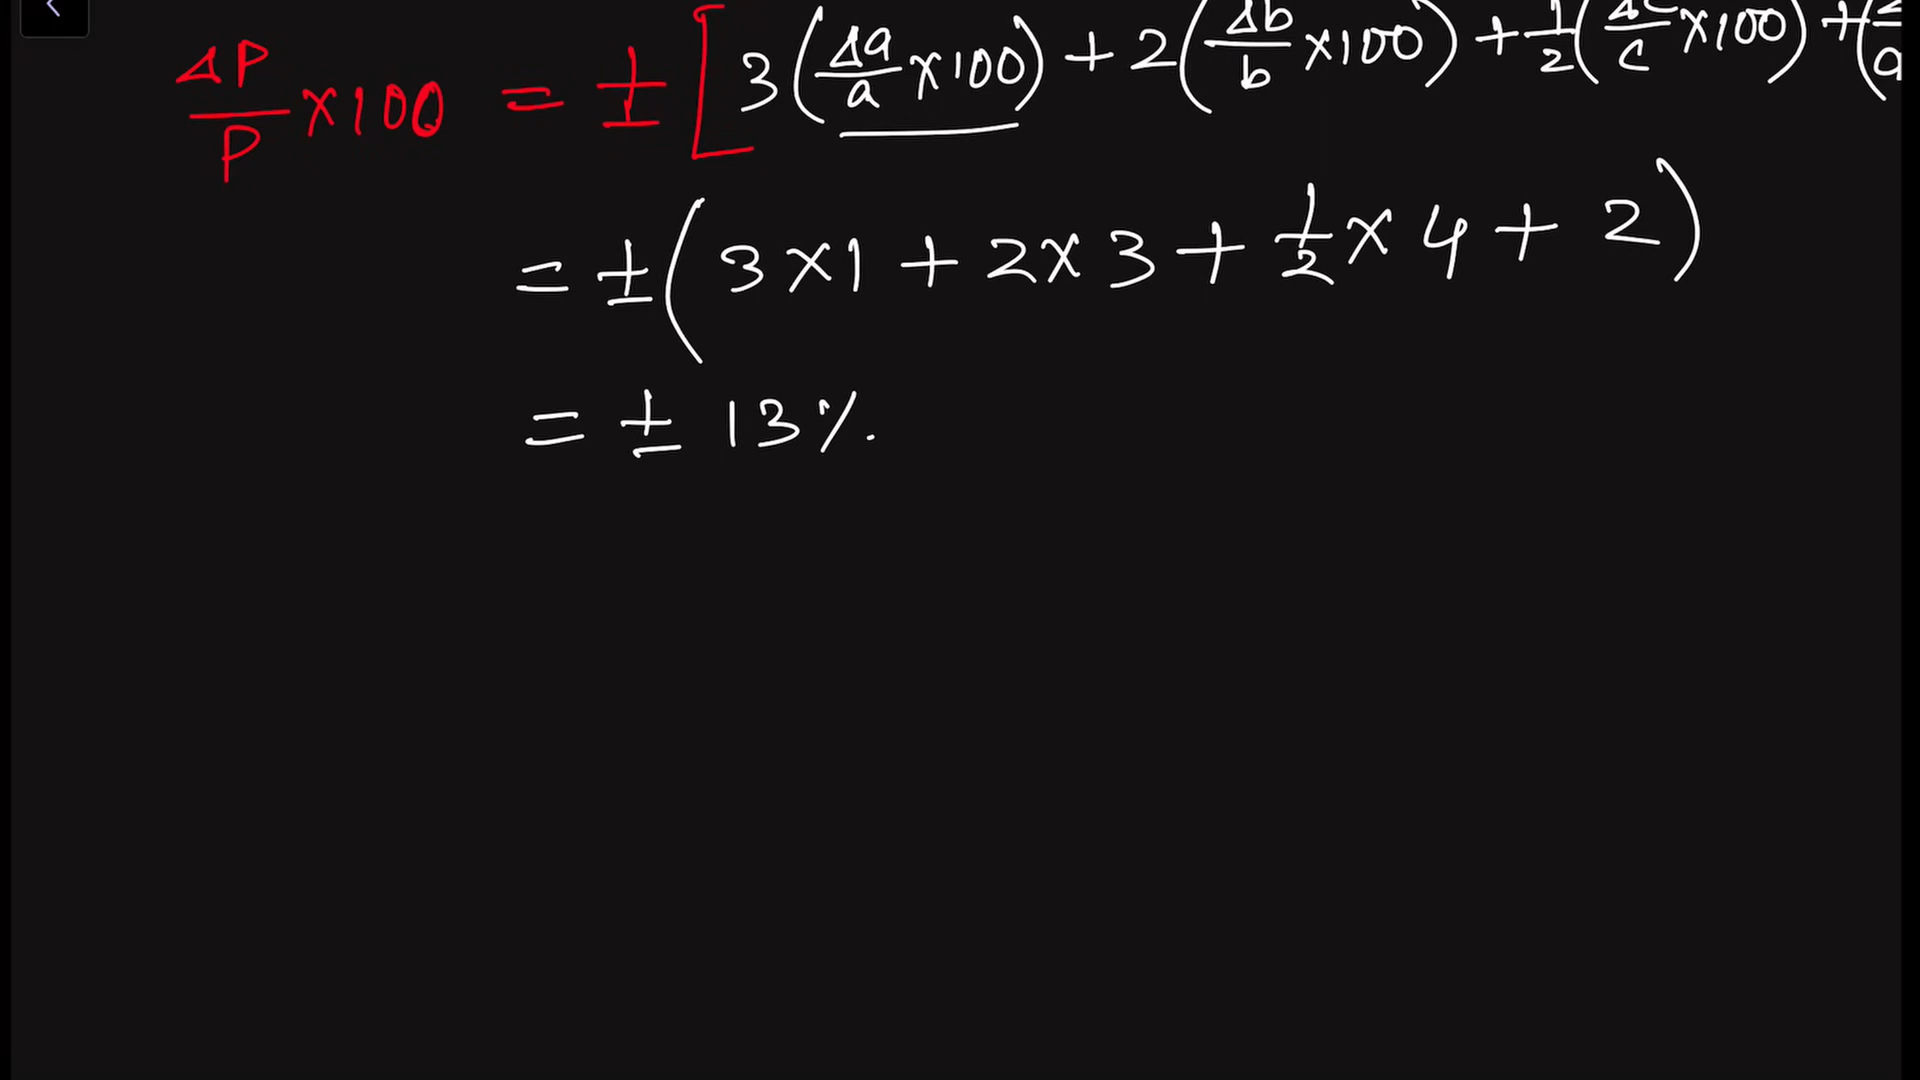 ΔP/P × 100 = ± [ 3 (Δa/a × 100) + 2 (Δb/b × 100) + 1/2 (Δc/c × 100) + (
= ± ( 3 × 1 + 2 × 3 + 1/2 × 4 + 2 )
= ± 13 %.